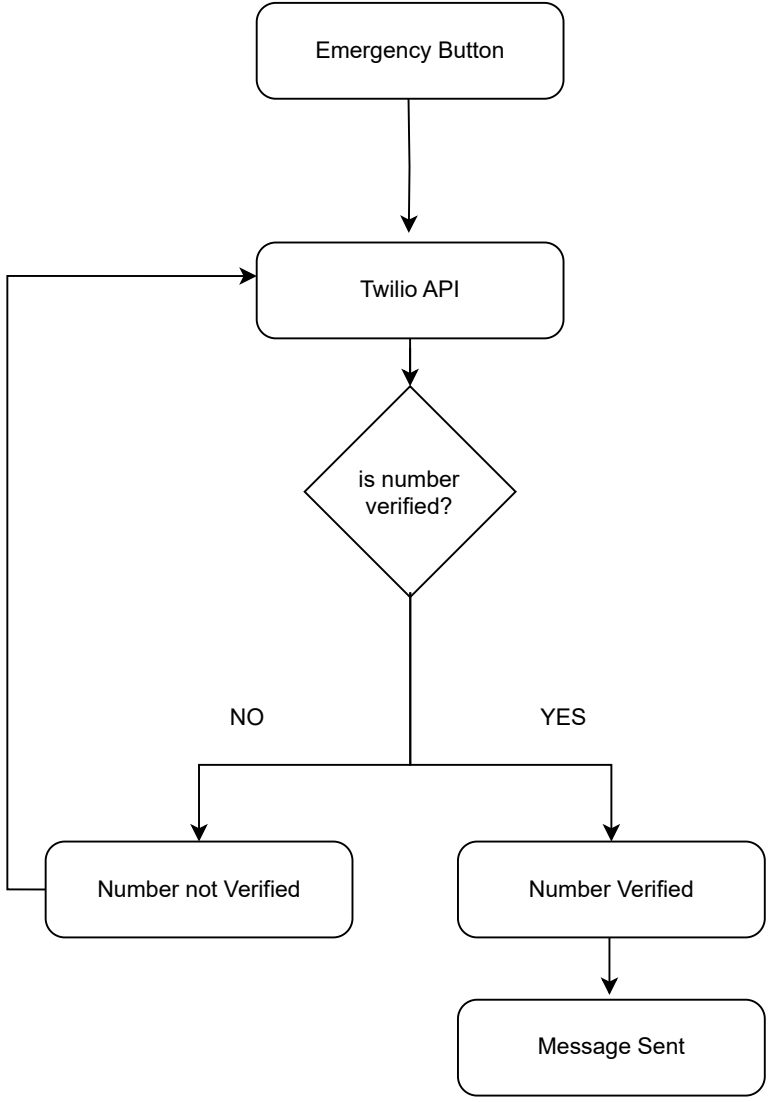 Emergency Button
Twilio API
is number
verified?
NO
YES
Number not Verified
Number Verified
Message Sent